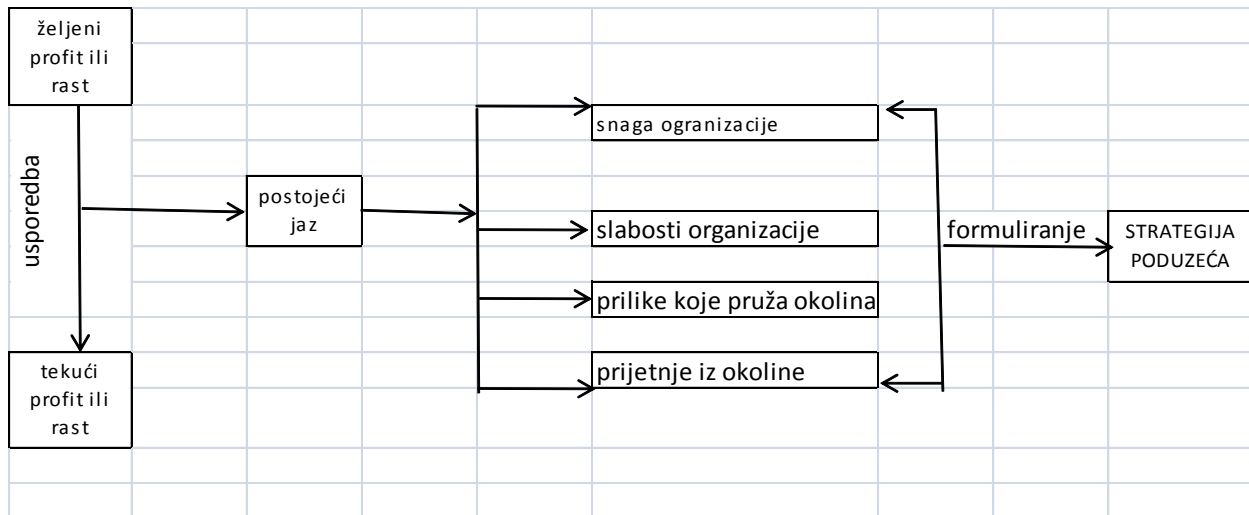 željeni
profit ili
rast
usporedba
tekući
profit ili
rast
postojeći
jaz
snaga ogranizacije
slabosti organizacije
prilike koje pruža okolina
prijetnje iz okoline
formuliranje
STRATEGIJA
PODUZEĆA